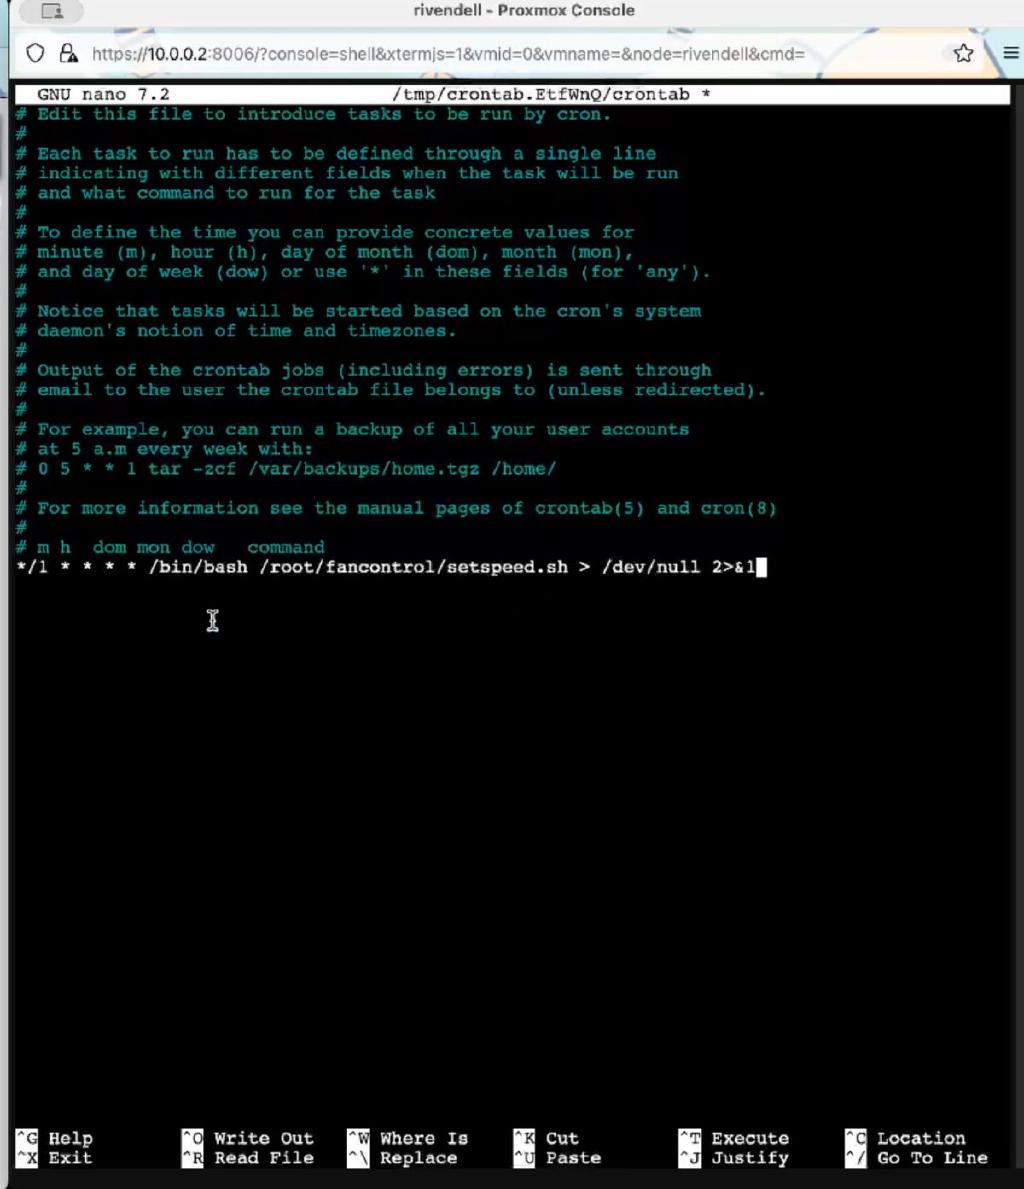 rivendell - Proxmox Console
https://10.0.0.2:8006/?console=shell&xtermjs=1&vmid=0&vmname=&node=rivendell&cmd=
GNU nano 7.2 /tmp/crontab.EtfWnQ/crontab *
# Edit this file to introduce tasks to be run by cron.
#
# Each task to run has to be defined through a single line
# indicating with different fields when the task will be run
# and what command to run for the task
#
# To define the time you can provide concrete values for
# minute (m), hour (h), day of month (dom), month (mon),
# and day of week (dow) or use '*' in these fields (for 'any').
#
# Notice that tasks will be started based on the cron's system
# daemon's notion of time and timezones.
#
# Output of the crontab jobs (including errors) is sent through
# email to the user the crontab file belongs to (unless redirected).
#
# For example, you can run a backup of all your user accounts
# at 5 a.m every week with:
# 0 5 * * 1 tar -zcf /var/backups/home.tgz /home/
#
# For more information see the manual pages of crontab(5) and cron(8)
#
# m h  dom mon dow   command
*/1 * * * * /bin/bash /root/fancontrol/setspeed.sh > /dev/null 2>&1
^G Help ^O Write Out ^W Where Is ^K Cut ^T Execute ^C Location
^X Exit ^R Read File ^\ Replace ^U Paste ^J Justify ^/ Go To Line